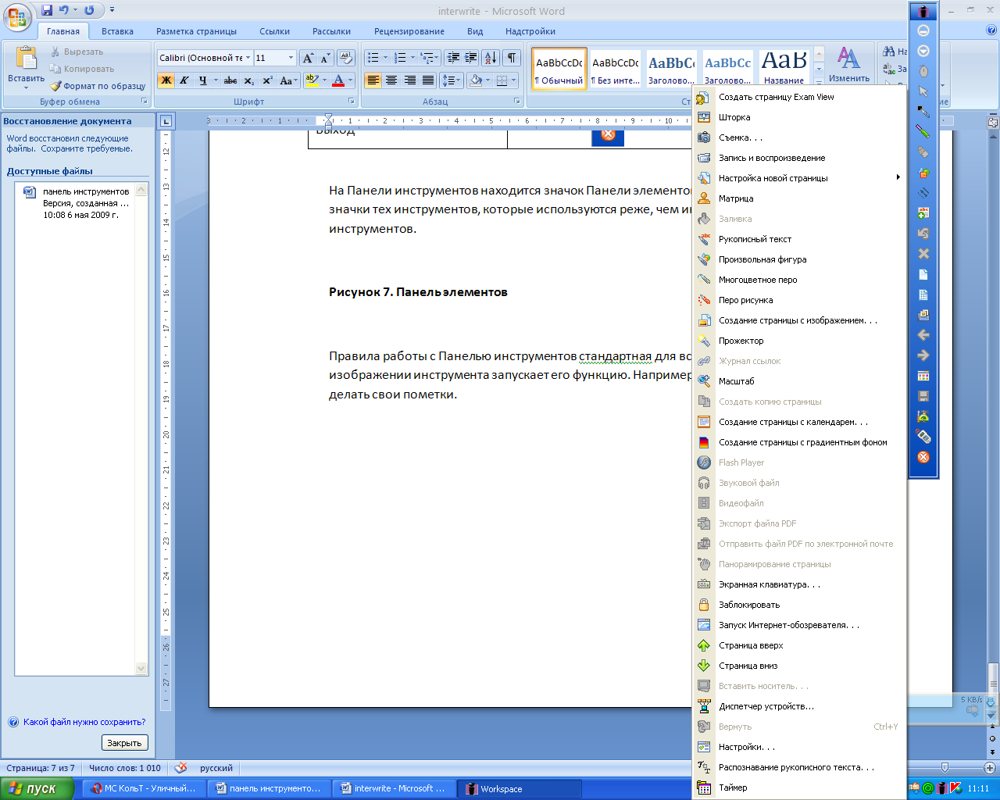 interwrite - Microsoft Word
Главная Вставка Разметка страницы Ссылки Рассылки Рецензирование Вид Надстройки
Вставить
Вырезать
Копировать
Формат по образцу
Буфер обмена
Calibri (Основной те 11
Шрифт
Абзац
AaBbCcDc
¶ Обычный
AaBbCcDc
¶ Без инте...
AaBbCc
Заголово...
AaBbCc
Заголово...
Название
Изменить
Восстановление документа
Word восстановил следующие
файлы. Сохраните требуемые.
Доступные файлы
панель инструментов
Версия, созданная ...
10:08 6 мая 2009 г.
Какой файл нужно сохранить?
Закрыть
Выход
На Панели инструментов находится значок Панели элементо
значки тех инструментов, которые используются реже, чем и
инструментов.
Рисунок 7. Панель элементов
Правила работы с Панелью инструментов стандартная для вс
изображении инструмента запускает его функцию. Например
делать свои пометки.
Создать страницу Exam View
Шторка
Съемка. . .
Запись и воспроизведение
Настройка новой страницы
Матрица
Заливка
Рукописный текст
Произвольная фигура
Многоцветное перо
Перо рисунка
Создание страницы с изображением. . .
Прожектор
Журнал ссылок
Масштаб
Создать копию страницы
Создание страницы с календарем. . .
Создание страницы с градиентным фоном
Flash Player
Звуковой файл
Видеофайл
Экспорт файла PDF
Отправить файл PDF по электронной почте
Панорамирование страницы
Экранная клавиатура. . .
Заблокировать
Запуск Интернет-обозревателя. . .
Страница вверх
Страница вниз
Вставить носитель. . .
Диспетчер устройств...
Вернуть Ctrl+Y
Настройки. . .
Распознавание рукописного текста. . .
Таймер
5 KB/s
Страница: 7 из 7 Число слов: 1 010 русский
пуск
МС КольТ - Уличный...
панель инструменто...
interwrite - Microsoft ...
Workspace
11:11